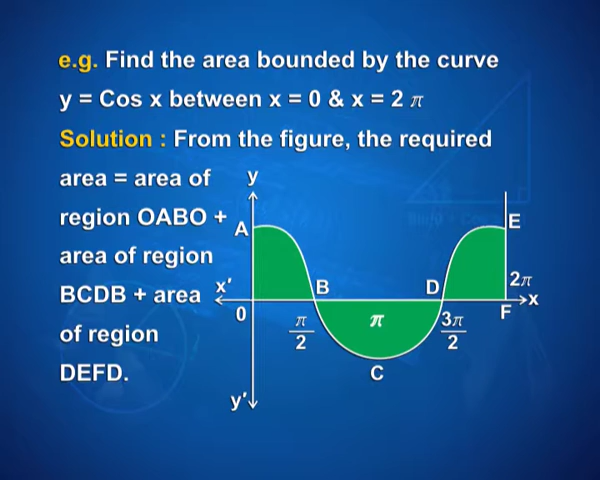 e.g. Find the area bounded by the curve
y = Cos x between x = 0 & x = 2 π
Solution : From the figure, the required
area = area of
region OABO +
area of region
BCDB + area
of region
DEFD.
y
A
E
x'
B
D
2π
x
0
π/2
π
3π/2
F
C
y'